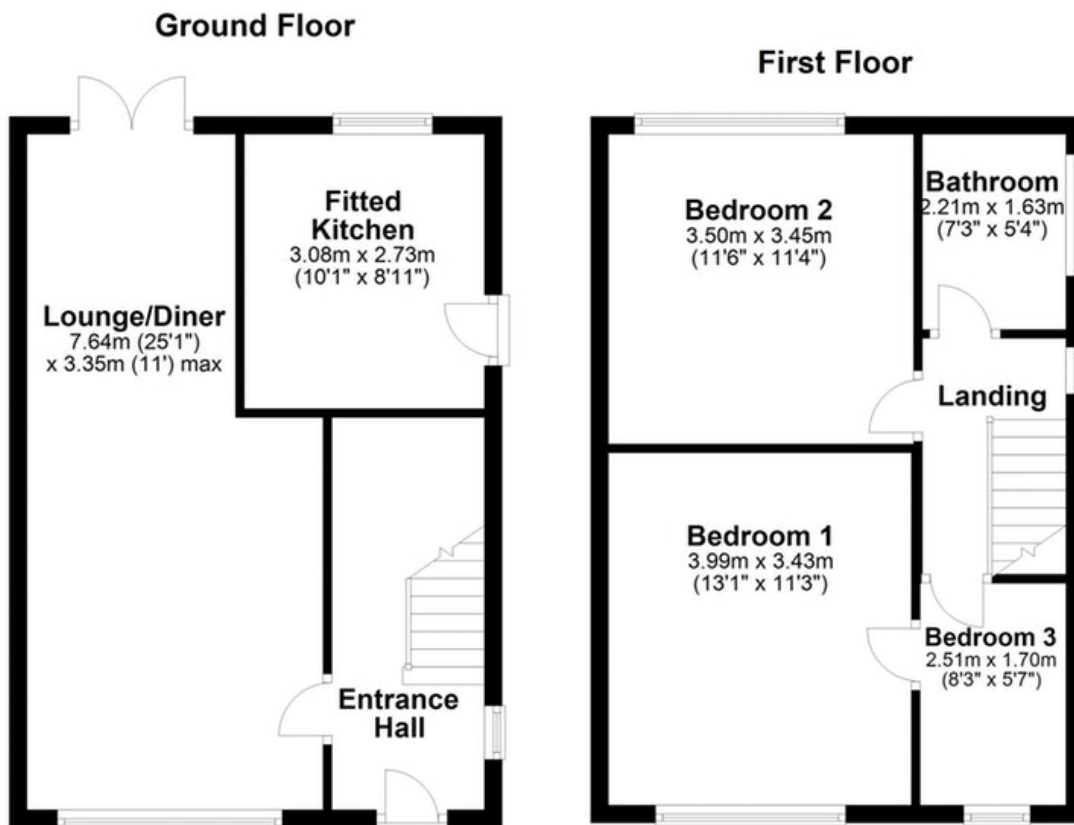 Ground Floor
Fitted
Kitchen
3.08m x 2.73m
(10'1" x 8'11")
Lounge/Diner
7.64m (25'1")
x 3.35m (11') max
Entrance
Hall
First Floor
Bedroom 2
3.50m x 3.45m
(11'6" x 11'4")
Bathroom
2.21m x 1.63m
(7'3" x 5'4")
Landing
Bedroom 1
3.99m x 3.43m
(13'1" x 11'3")
Bedroom 3
2.51m x 1.70m
(8'3" x 5'7")